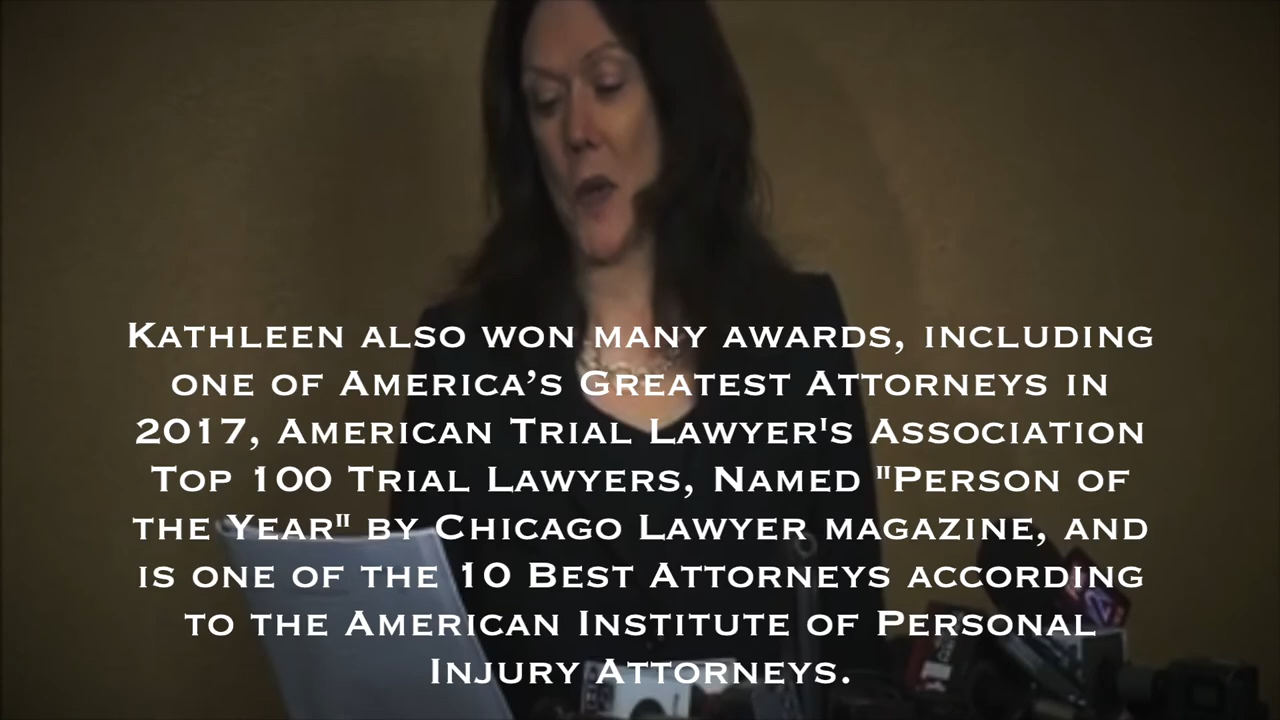 Kathleen also won many awards, including
one of America’s Greatest Attorneys in
2017, American Trial Lawyer's Association
Top 100 Trial Lawyers, Named "Person of
the Year" by Chicago Lawyer magazine, and
is one of the 10 Best Attorneys according
to the American Institute of Personal
Injury Attorneys.